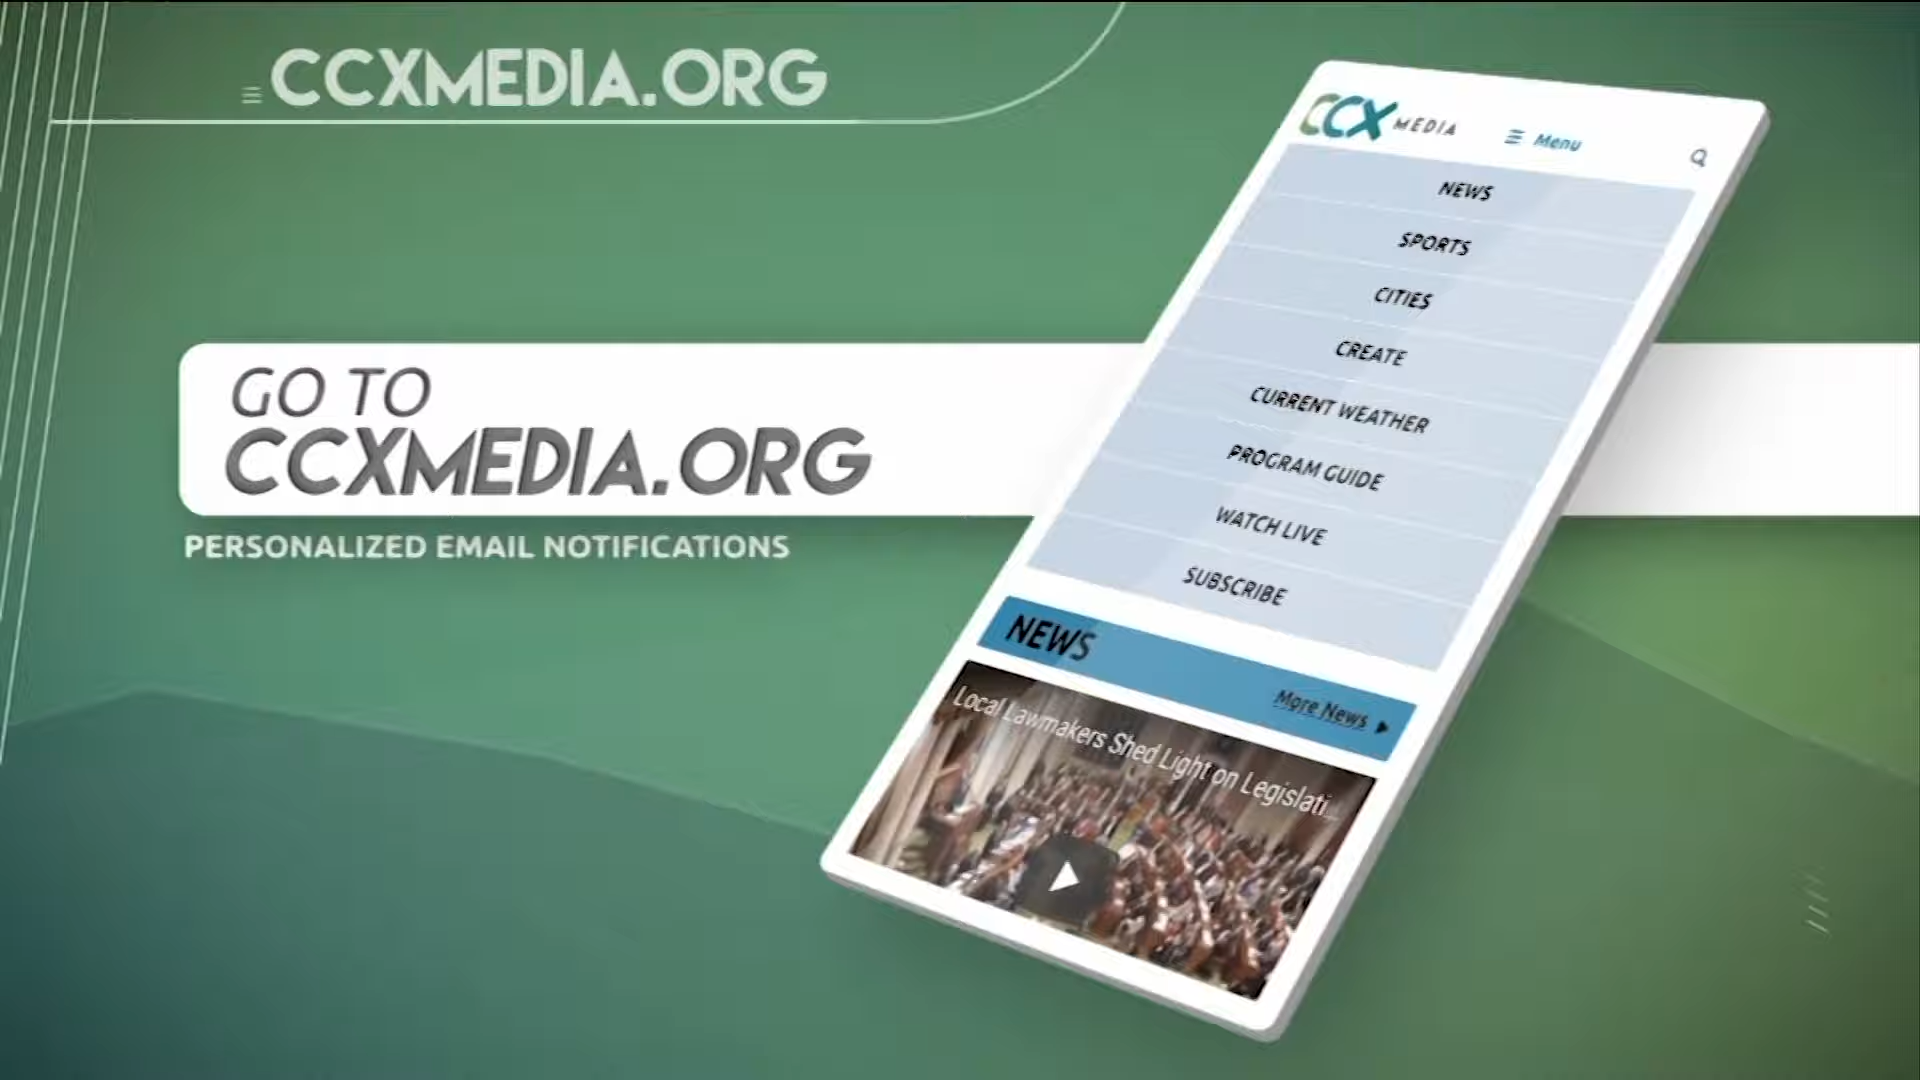 CCXMEDIA.ORG
GO TO
CCXMEDIA.ORG
PERSONALIZED EMAIL NOTIFICATIONS
CCX MEDIA
Menu
NEWS
SPORTS
CITIES
CREATE
CURRENT WEATHER
PROGRAM GUIDE
WATCH LIVE
SUBSCRIBE
NEWS
More News
Local Lawmakers Shed Light on Legislati...